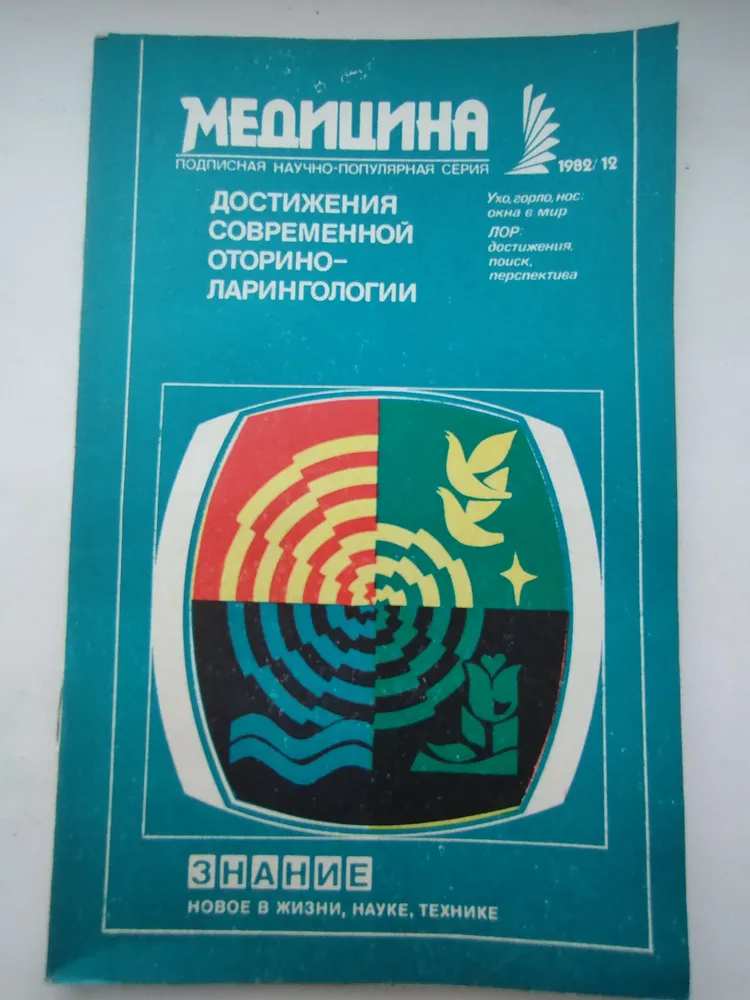 МЕДИЦИНА
ПОДПИСНАЯ НАУЧНО-ПОПУЛЯРНАЯ СЕРИЯ
1982/12
ДОСТИЖЕНИЯ
СОВРЕМЕННОЙ
ОТОРИНО-
ЛАРИНГОЛОГИИ
Ухо, горло, нос:
окна в мир
ЛОР:
достижения,
поиск,
перспектива
ЗНАНИЕ
НОВОЕ В ЖИЗНИ, НАУКЕ, ТЕХНИКЕ